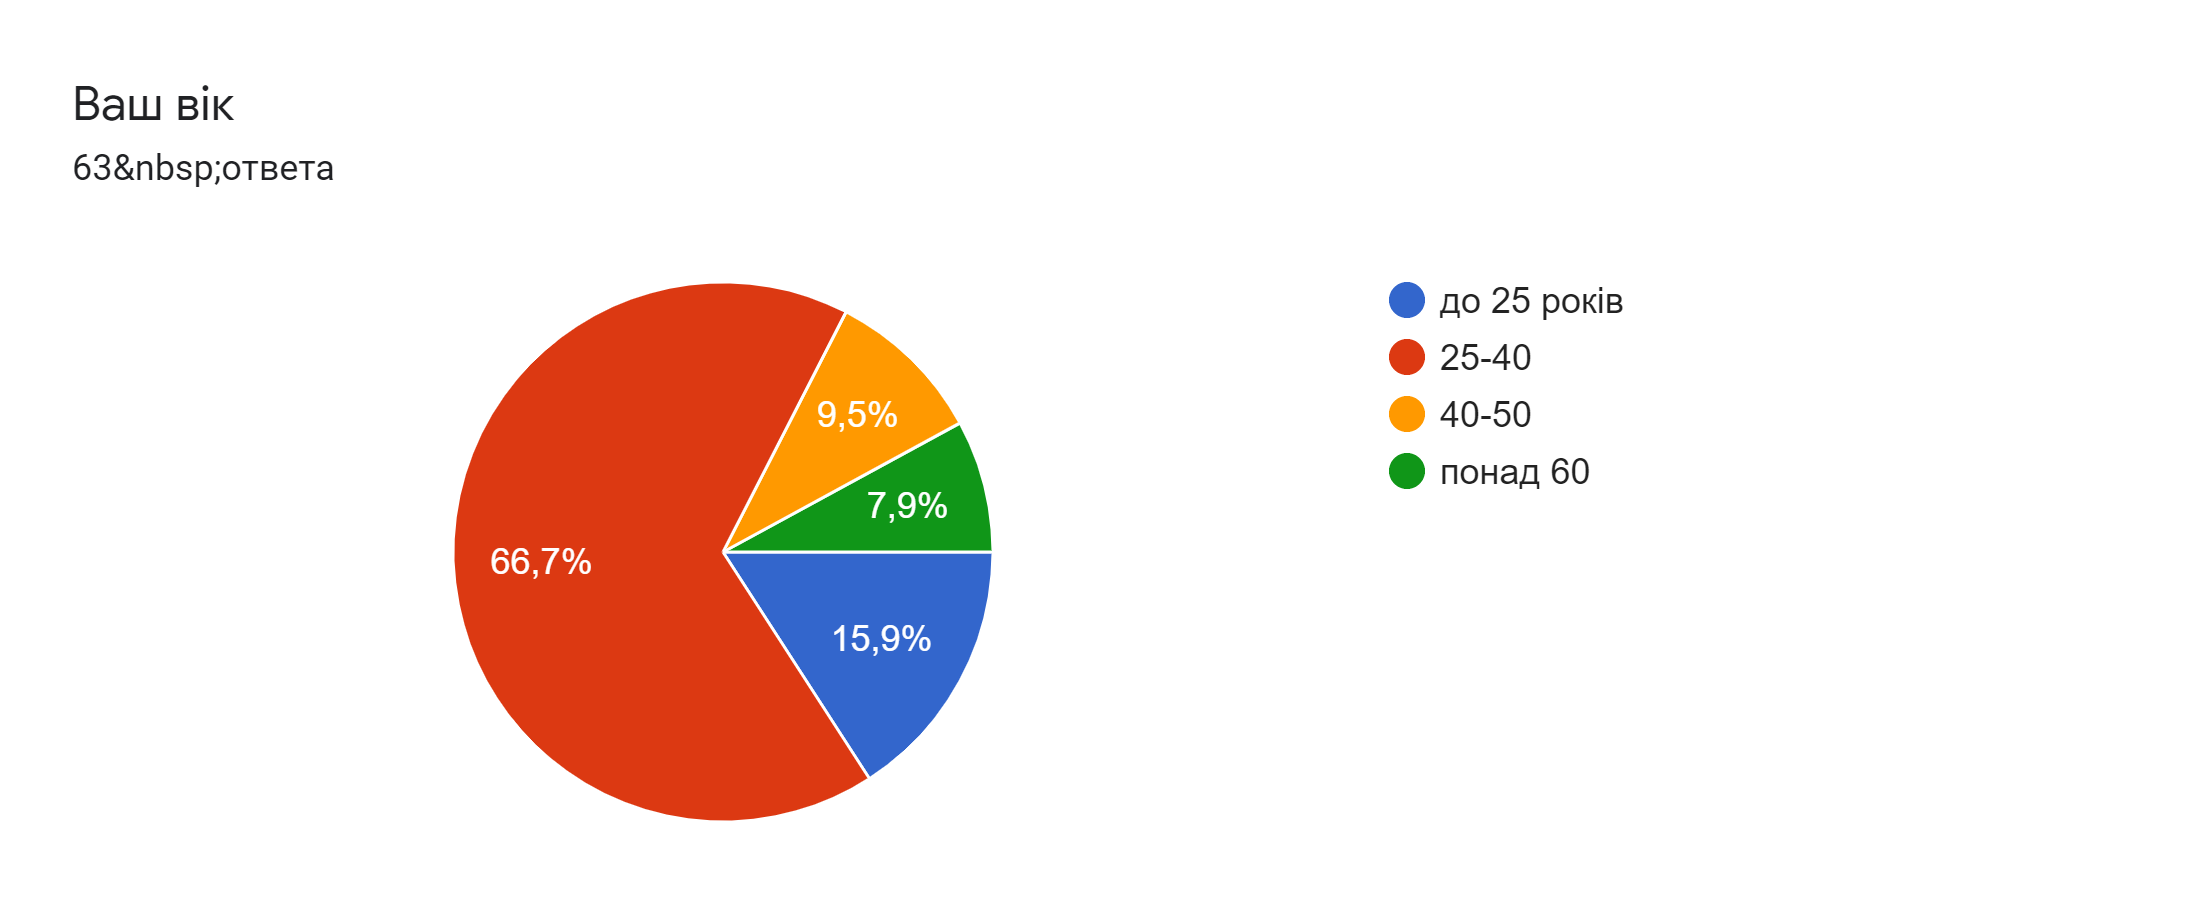 Ваш вік
63&nbsp;ответа
до 25 років
25-40
40-50
понад 60
9,5%
7,9%
66,7%
15,9%